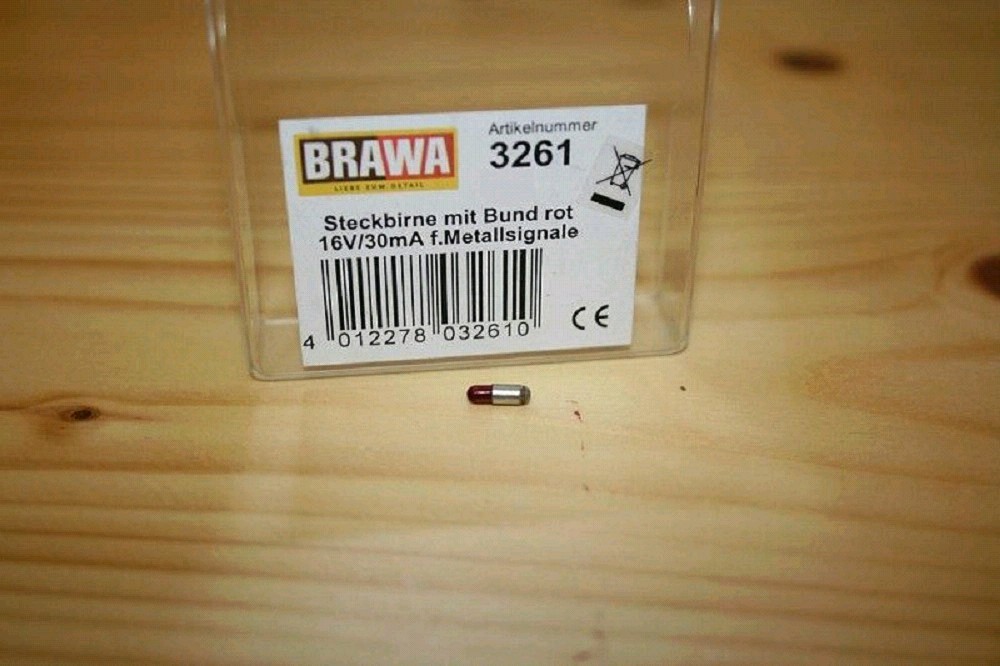 BRAWA
LIEBE ZUM DETAIL
Artikelnummer
3261
Steckbirne mit Bund rot
16V/30mA f.Metallsignale
4 012278 032610
CE